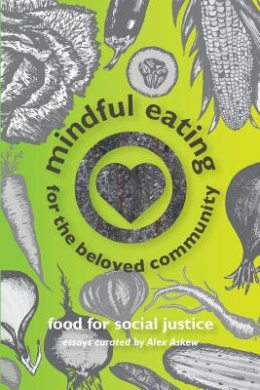 mindful eating
for the beloved community
food for social justice
essays curated by Alex Askew